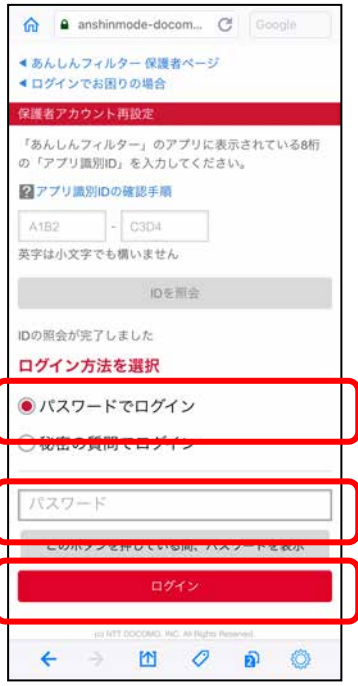 anshinmode-docom...
Google
◀ あんしんフィルター 保護者ページ
◀ ログインでお困りの場合
保護者アカウント再設定
「あんしんフィルター」のアプリに表示されている8桁
の「アプリ識別ID」を入力してください。
?アプリ識別IDの確認手順
A1B2 - C3D4
英字は小文字でも構いません
IDを照会
IDの照会が完了しました
ログイン方法を選択
パスワードでログイン
秘密の質問でログイン
パスワード
このボタンを押している間、パスワードを表示
ログイン
(c) NTT DOCOMO, INC. All Rights Reserved.
2